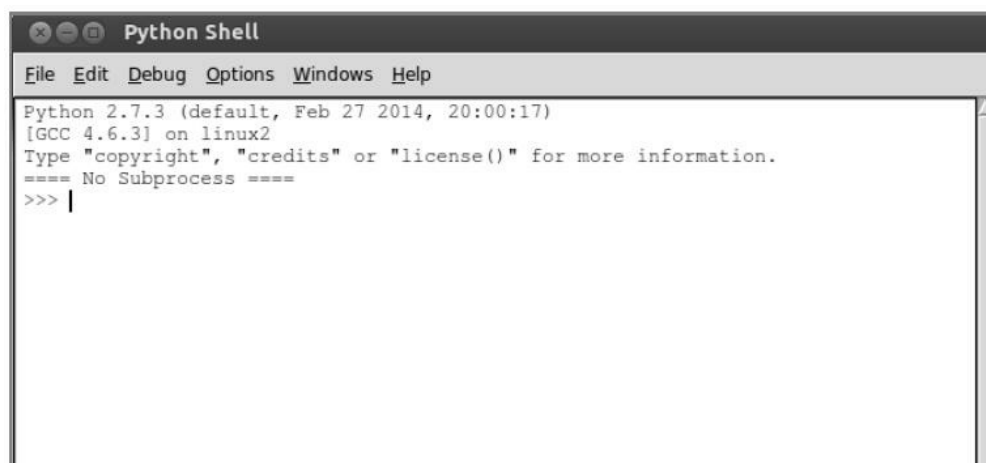 Python Shell
File Edit Debug Options Windows Help
Python 2.7.3 (default, Feb 27 2014, 20:00:17)
[GCC 4.6.3] on linux2
Type "copyright", "credits" or "license()" for more information.
==== No Subprocess ====
>>>